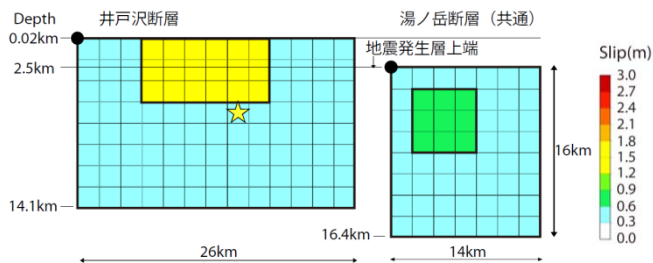 Depth
井戸沢断層
湯ノ岳断層（共通）
0.02km
地震発生層上端
2.5km
Slip(m)
3.0
2.7
2.4
2.1
1.8
1.5
1.2
0.9
0.6
0.3
0.0
16km
14.1km
16.4km
26km
14km